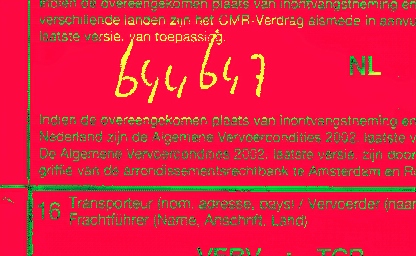 Indien de overeengekomen plaats van inontvangstneming en
verschillende landen zijn het CMR-Verdrag alsmede in aanvu
laatste versie, van toepassing.
644647
NL
Indien de overeengekomen plaats van inontvangstneming en
Nederland zijn de Algemene Vervoercondities 2002, laatste v
De Algemene Vervoercondities 2002, laatste versie, zijn door
griffie van de arrondissementsrechtbank te Amsterdam en R
16 Transporteur (nom, adresse, pays) / Vervoerder (naar
Frachtführer (Name, Anschrift, Land)